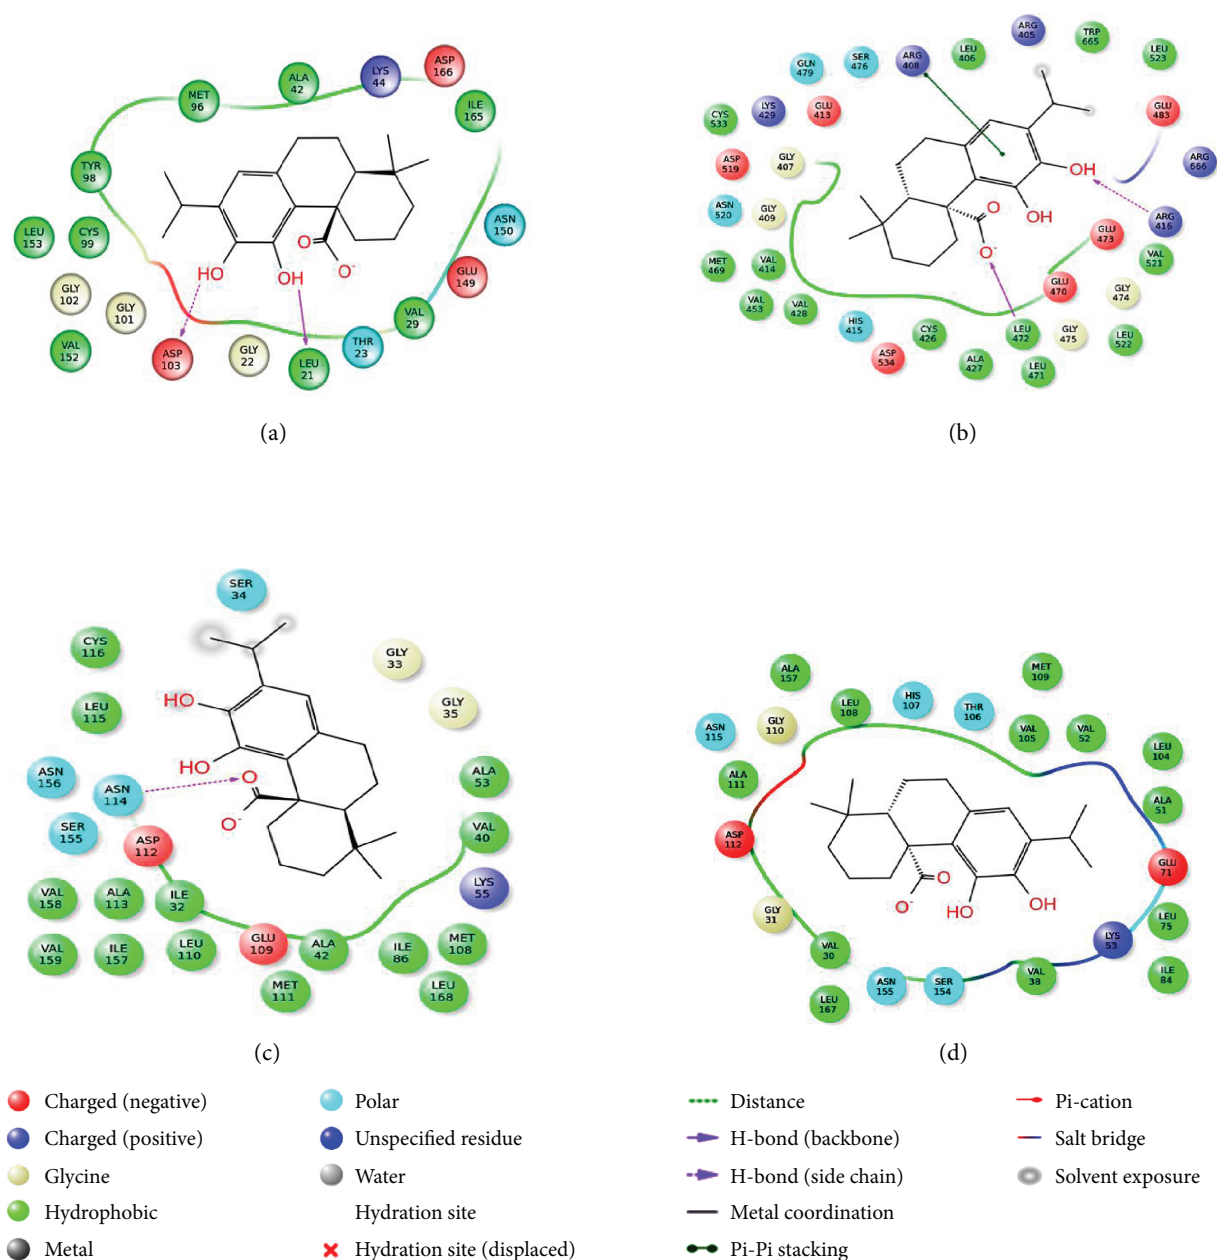 ASP 166
LYS 44
ALA 42
MET 96
ILE 165
TYR 98
LEU 153
CYS 99
ASN 150
GLU 149
GLY 102
GLY 101
VAL 29
VAL 152
ASP 103
GLY 22
LEU 21
THR 23
HO
OH
O
O-
(a)
ARG 405
TRP 665
LEU 406
LEU 523
ARG 408
SER 476
GLN 479
CYS 533
LYS 429
GLU 413
GLU 483
ASP 519
GLY 407
ARG 666
ASN 520
GLY 409
ARG 416
GLU 473
MET 469
VAL 414
VAL 521
VAL 453
VAL 428
GLU 470
GLY 474
HIS 415
CYS 426
LEU 472
GLY 475
LEU 522
ASP 534
ALA 427
LEU 471
OH
OH
O
O-
(b)
SER 34
CYS 116
GLY 33
LEU 115
GLY 35
ASN 156
ASN 114
ALA 53
SER 155
ASP 112
VAL 40
VAL 158
ALA 113
ILE 32
LYS 55
VAL 159
ILE 157
LEU 110
GLU 109
ALA 42
ILE 86
MET 108
MET 111
LEU 168
HO
HO
O
O-
(c)
ALA 157
MET 109
LEU 108
HIS 107
THR 106
ASN 115
GLY 110
VAL 105
VAL 52
LEU 104
ALA 111
ALA 51
ASP 112
GLU 71
GLY 31
LEU 75
VAL 30
LYS 53
ASN 155
SER 154
VAL 38
ILE 84
LEU 167
O
O-
HO
OH
(d)
Charged (negative)
Charged (positive)
Glycine
Hydrophobic
Metal
Polar
Unspecified residue
Water
Hydration site
Hydration site (displaced)
Distance
H-bond (backbone)
H-bond (side chain)
Metal coordination
Pi-Pi stacking
Pi-cation
Salt bridge
Solvent exposure